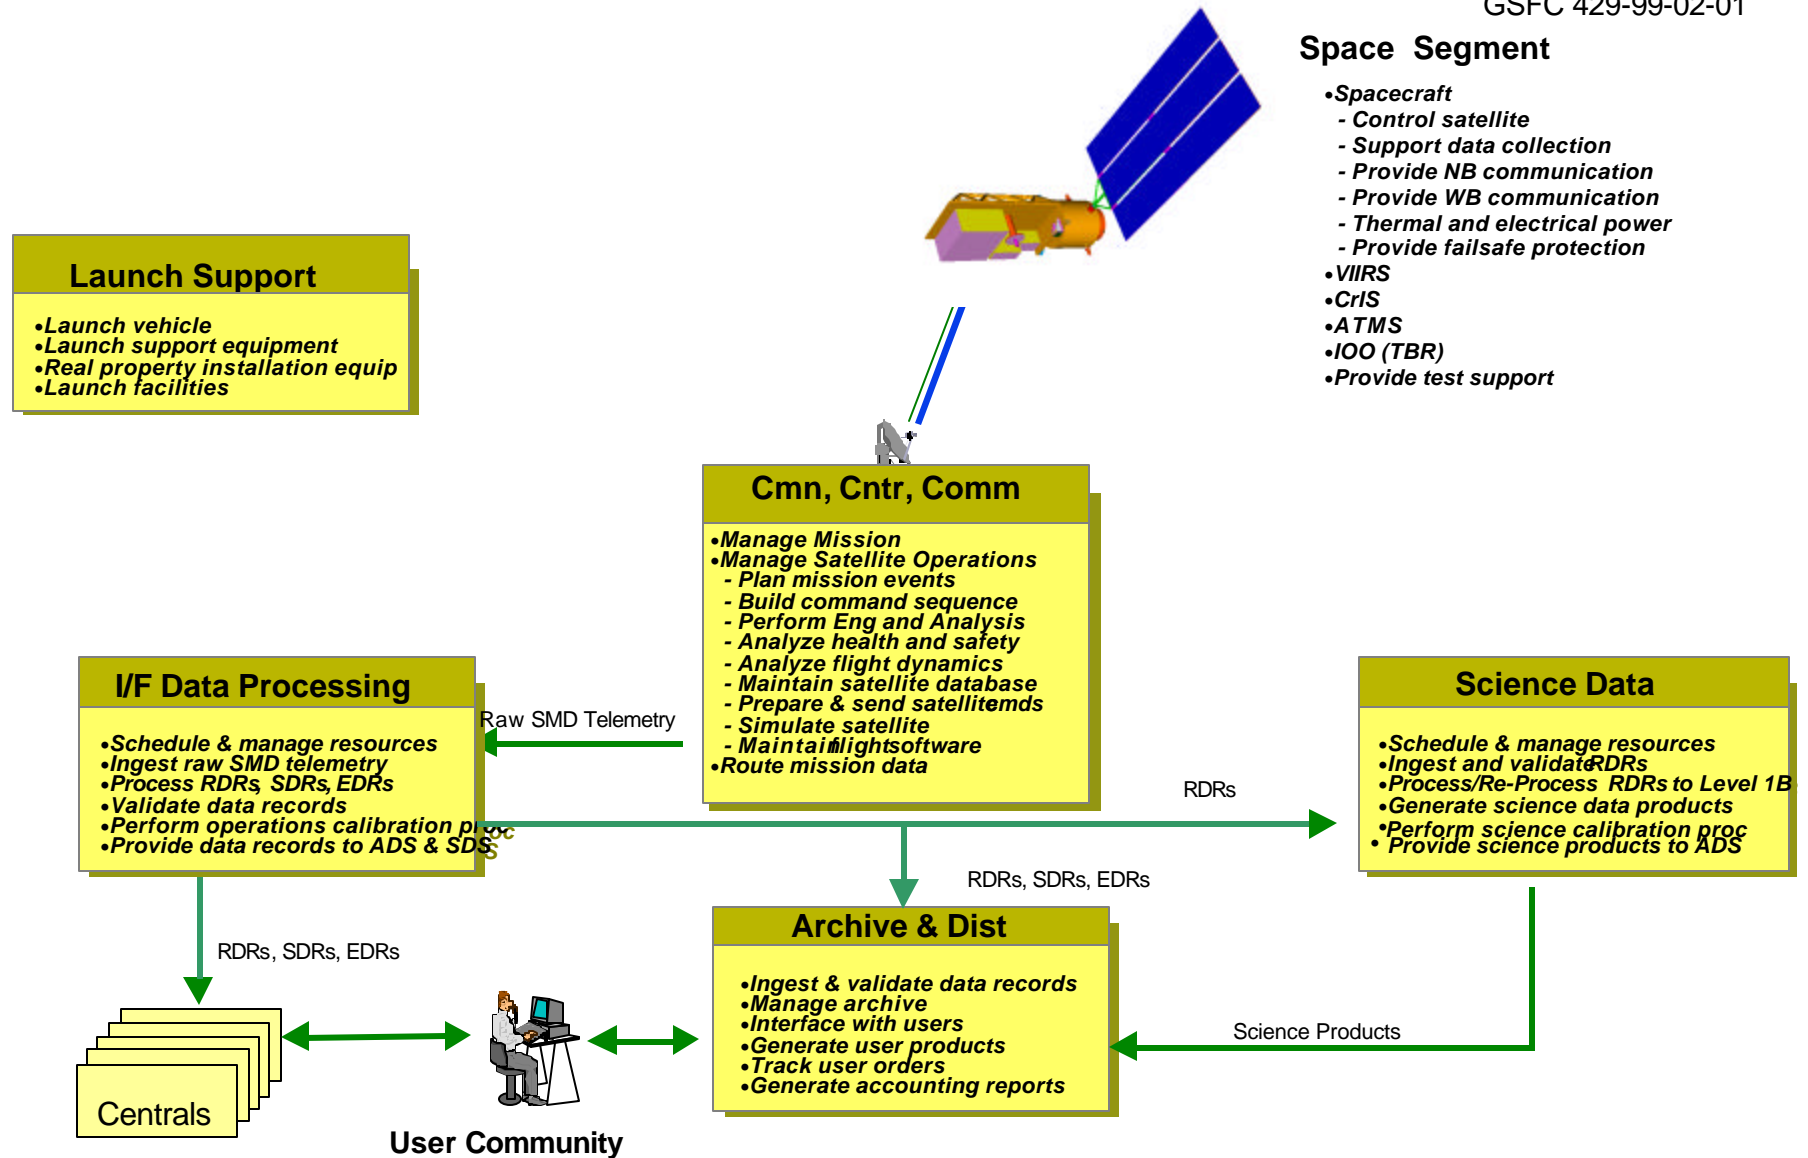 GSFC 429-99-02-01
Space Segment
•Spacecraft
- Control satellite
- Support data collection
- Provide NB communication
- Provide WB communication
- Thermal and electrical power
- Provide failsafe protection
•VIIRS
•CrIS
•ATMS
•IOO (TBR)
•Provide test support
Launch Support
•Launch vehicle
•Launch support equipment
•Real property installation equip
•Launch facilities
Cmn, Cntr, Comm
•Manage Mission
•Manage Satellite Operations
- Plan mission events
- Build command sequence
- Perform Eng and Analysis
- Analyze health and safety
- Analyze flight dynamics
- Maintain satellite database
- Prepare & send satellite cmds
- Simulate satellite
- Maintain flight software
•Route mission data
I/F Data Processing
•Schedule & manage resources
•Ingest raw SMD telemetry
•Process RDRs, SDRs, EDRs
•Validate data records
•Perform operations calibration proc
•Provide data records to ADS & SDS
Raw SMD Telemetry
Science Data
•Schedule & manage resources
•Ingest and validate RDRs
•Process/Re-Process RDRs to Level 1B
•Generate science data products
•Perform science calibration proc
• Provide science products to ADS
RDRs
RDRs, SDRs, EDRs
RDRs, SDRs, EDRs
Archive & Dist
•Ingest & validate data records
•Manage archive
•Interface with users
•Generate user products
•Track user orders
•Generate accounting reports
Science Products
Centrals
User Community